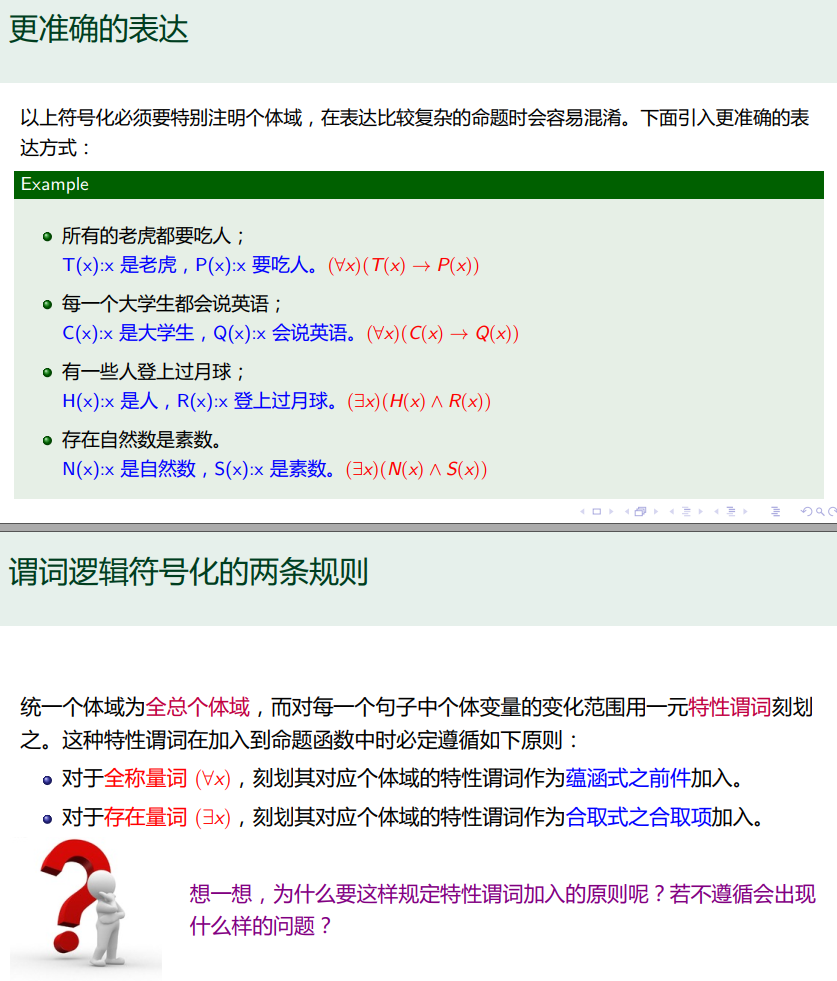 更准确的表达
以上符号化必须要特别注明个体域，在表达比较复杂的命题时会容易混淆。下面引入更准确的表
达方式：
Example
所有的老虎都要吃人；
T(x):x 是老虎，P(x):x 要吃人。(∀x)(T(x) → P(x))
每一个大学生都会说英语；
C(x):x 是大学生，Q(x):x 会说英语。(∀x)(C(x) → Q(x))
有一些人登上过月球；
H(x):x 是人，R(x):x 登上过月球。(∃x)(H(x) ∧ R(x))
存在自然数是素数。
N(x):x 是自然数，S(x):x 是素数。(∃x)(N(x) ∧ S(x))
谓词逻辑符号化的两条规则
统一个体域为全总个体域，而对每一个句子中个体变量的变化范围用一元特性谓词刻划
之。这种特性谓词在加入到命题函数中时必定遵循如下原则：
对于全称量词 (∀x)，刻划其对应个体域的特性谓词作为蕴涵式之前件加入。
对于存在量词 (∃x)，刻划其对应个体域的特性谓词作为合取式之合取项加入。
想一想，为什么要这样规定特性谓词加入的原则呢？若不遵循会出现
什么样的问题？